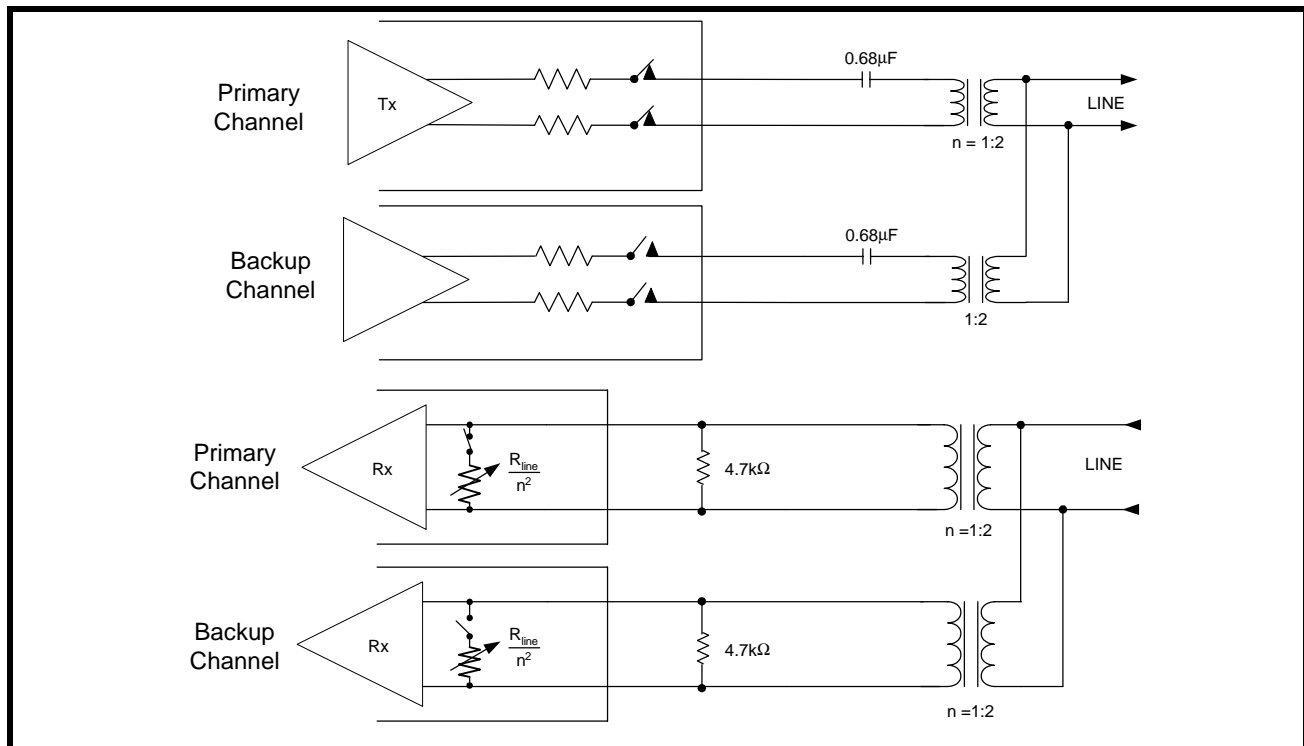 Primary
Channel
Tx
0.68μF
n = 1:2
LINE
Backup
Channel
0.68μF
1:2
Primary
Channel
Rx
R_line
n²
4.7kΩ
n =1:2
LINE
Backup
Channel
Rx
R_line
n²
4.7kΩ
n =1:2